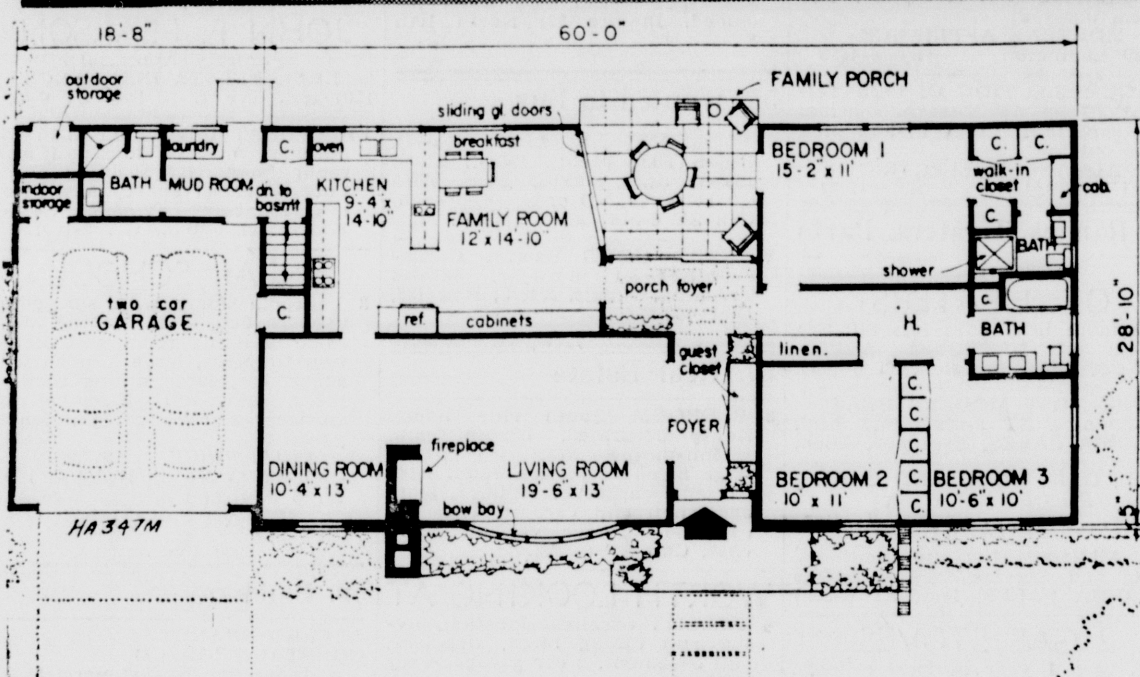 18'-8"
60'-0"
outdoor
storage
FAMILY PORCH
sliding gl. doors
laundry
C.
oven
breakfast
BEDROOM 1
15'-2" x 11'
C.
C.
walk-in
closet
cab.
indoor
storage
BATH
MUD ROOM
dn. to
basm't
KITCHEN
9'-4" x
14'-10"
FAMILY ROOM
12' x 14'-10"
C.
BATH
shower
porch foyer
two car
GARAGE
C.
ref.
cabinets
C.
H.
BATH
28'-10"
linen.
guest
closet
C.
C.
C.
C.
C.
FOYER
fireplace
DINING ROOM
10'-4" x 13'
LIVING ROOM
19'-6" x 13'
BEDROOM 2
10' x 11'
BEDROOM 3
10'-6" x 10'
bow bay
HA347M
5"